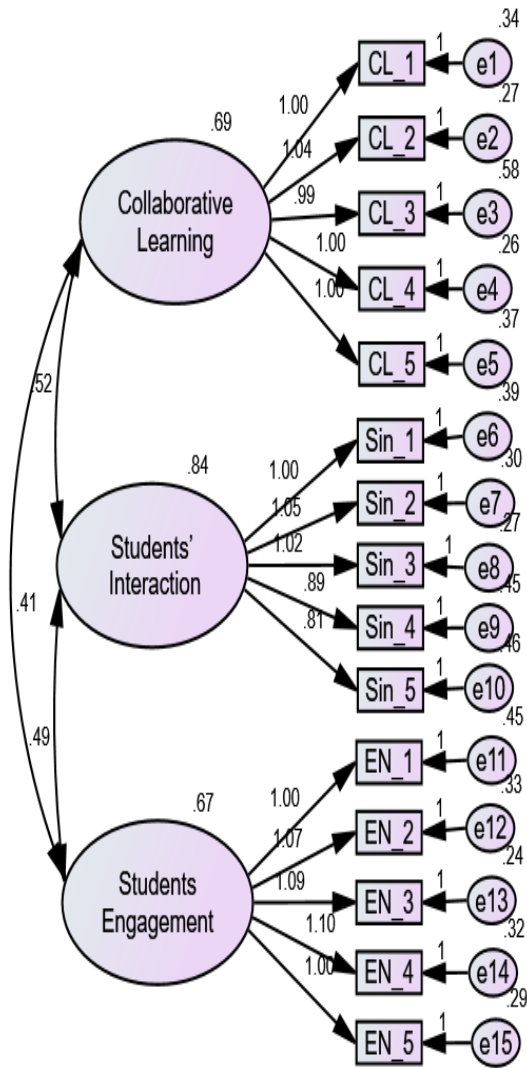 .34
1
CL_1
e1
.27
1.00
1
CL_2
e2
.69
1.04
.58
1
CL_3
e3
.99
.26
Collaborative
Learning
1
CL_4
e4
1.00
.37
1
CL_5
e5
1.00
.39
.52
1
Sin_1
e6
.30
.84
1.00
1
Sin_2
e7
1.05
.27
1
Sin_3
e8
1.02
.45
Students’
Interaction
1
Sin_4
e9
.89
.46
.41
1
Sin_5
e10
.81
.45
.49
1
EN_1
e11
.33
.67
1.00
1
EN_2
e12
1.07
.24
1
EN_3
e13
1.09
.32
Students
Engagement
1
EN_4
e14
1.10
.29
1
EN_5
e15
1.00